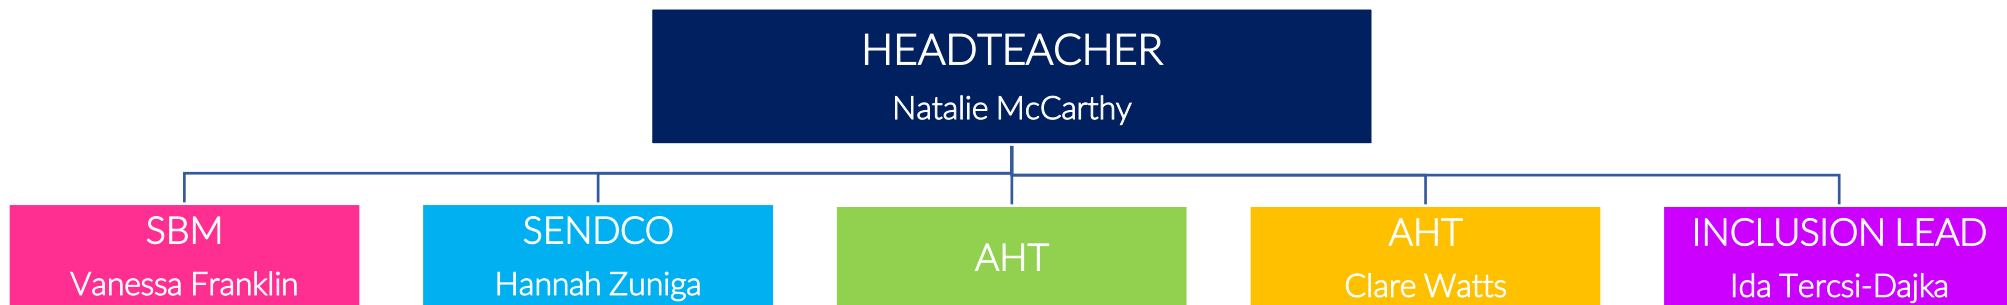 HEADTEACHER
Natalie McCarthy
SBM
Vanessa Franklin
SENDCO
Hannah Zuniga
AHT
AHT
Clare Watts
INCLUSION LEAD
Ida Tercsi-Dajka